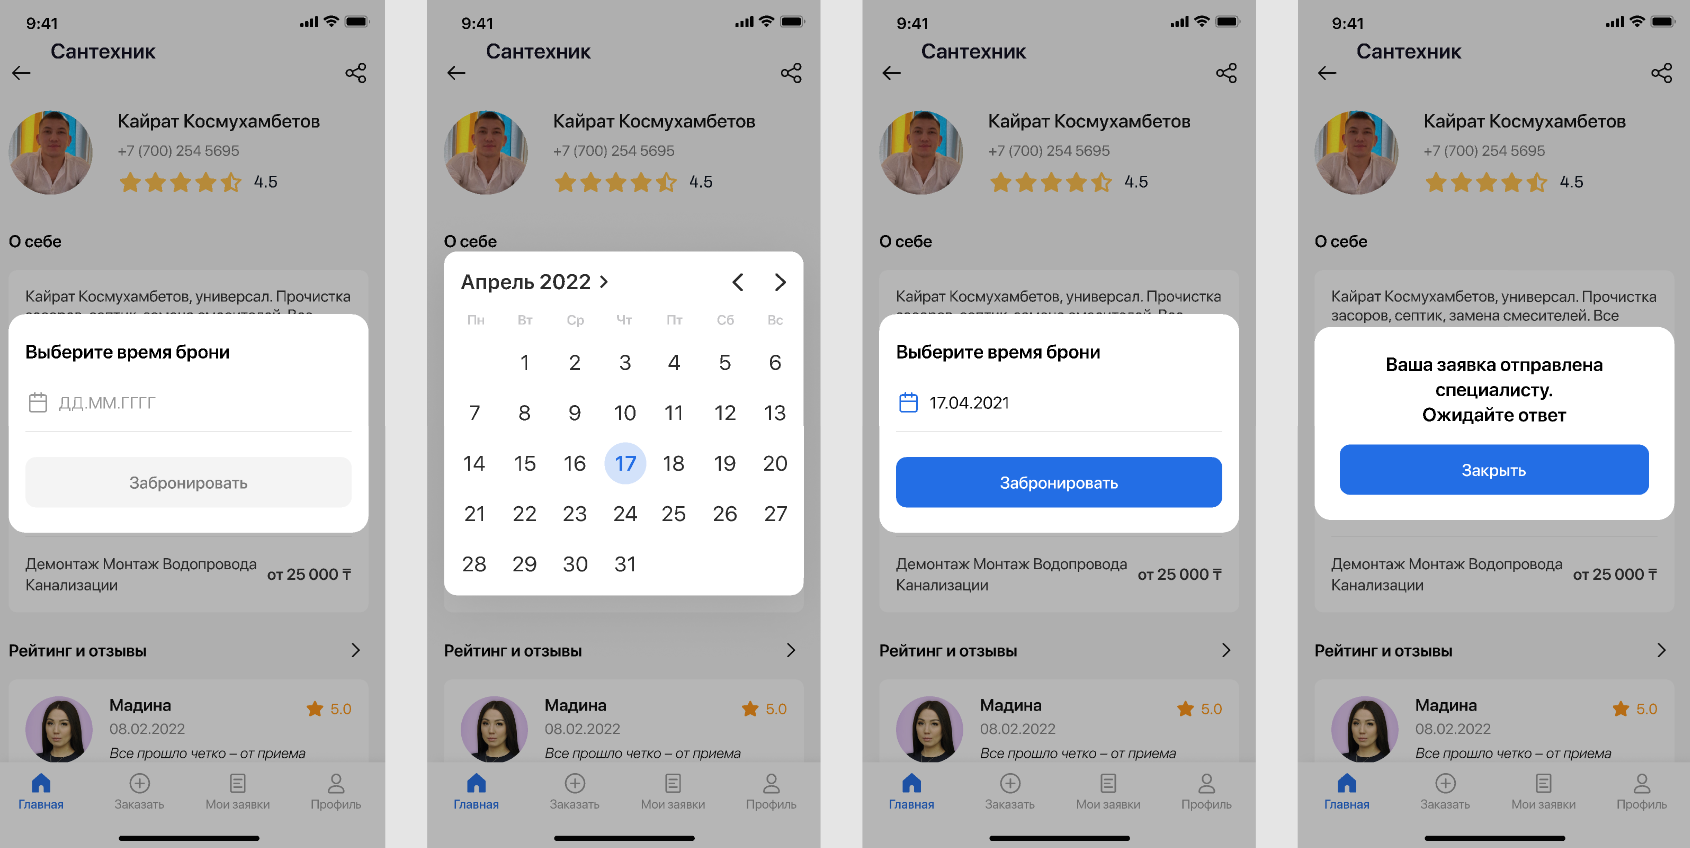 9:41
Сантехник
Кайрат Космухамбетов
+7 (700) 254 5695
4.5
О себе
Кайрат Космухамбетов, универсал. Прочистка
засоров, септик, замена смесителей. Все
Выберите время брони
ДД.ММ.ГГГГ
Забронировать
Демонтаж Монтаж Водопровода
Канализации
от 25 000 ₸
Рейтинг и отзывы
Мадина
5.0
08.02.2022
Все прошло четко – от приема
Главная
Заказать
Мои заявки
Профиль
9:41
Сантехник
Кайрат Космухамбетов
+7 (700) 254 5695
4.5
О себе
Апрель 2022
Пн Вт Ср Чт Пт Сб Вс
1 2 3 4 5 6
7 8 9 10 11 12 13
14 15 16 17 18 19 20
21 22 23 24 25 26 27
28 29 30 31
Рейтинг и отзывы
Мадина
5.0
08.02.2022
Все прошло четко – от приема
Главная
Заказать
Мои заявки
Профиль
9:41
Сантехник
Кайрат Космухамбетов
+7 (700) 254 5695
4.5
О себе
Кайрат Космухамбетов, универсал. Прочистка
засоров, септик, замена смесителей. Все
Выберите время брони
17.04.2021
Забронировать
Демонтаж Монтаж Водопровода
Канализации
от 25 000 ₸
Рейтинг и отзывы
Мадина
5.0
08.02.2022
Все прошло четко – от приема
Главная
Заказать
Мои заявки
Профиль
9:41
Сантехник
Кайрат Космухамбетов
+7 (700) 254 5695
4.5
О себе
Кайрат Космухамбетов, универсал. Прочистка
засоров, септик, замена смесителей. Все
Ваша заявка отправлена
специалисту.
Ожидайте ответ
Закрыть
Демонтаж Монтаж Водопровода
Канализации
от 25 000 ₸
Рейтинг и отзывы
Мадина
5.0
08.02.2022
Все прошло четко – от приема
Главная
Заказать
Мои заявки
Профиль